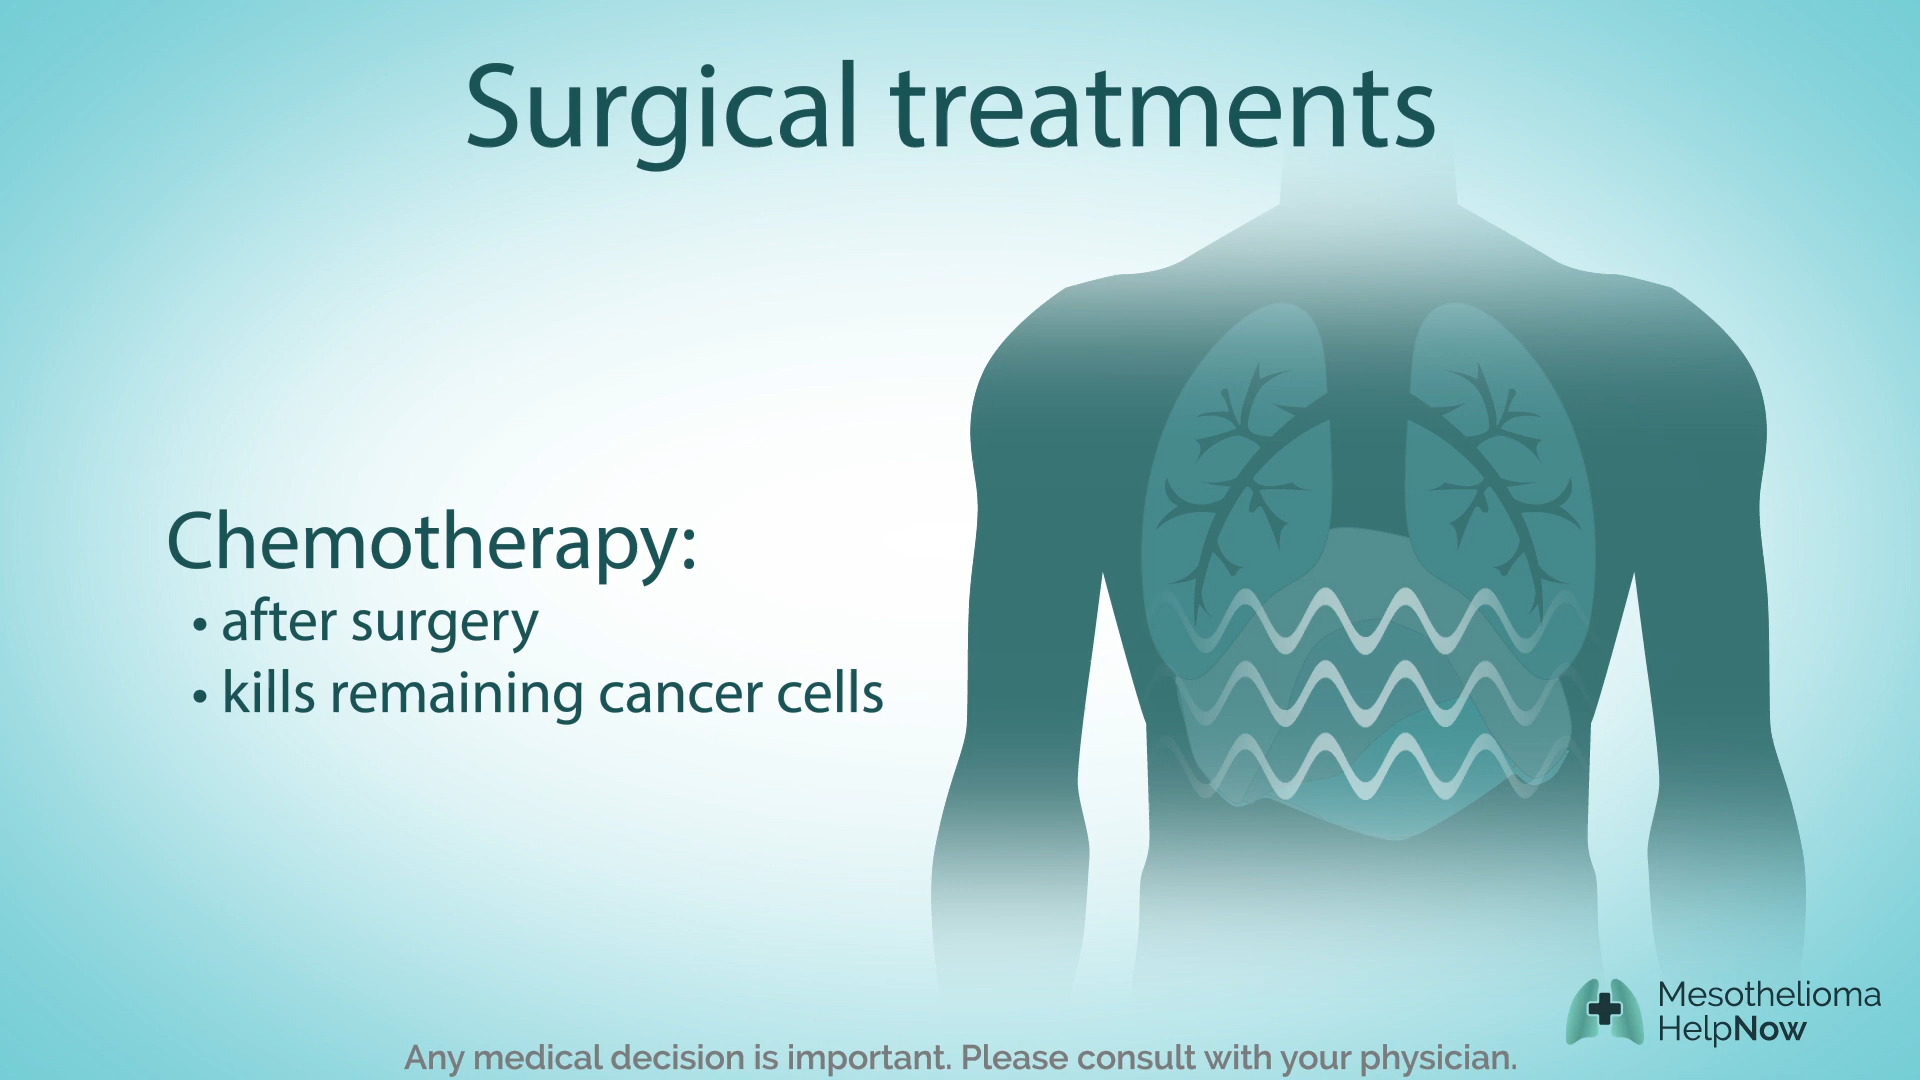 Surgical treatments
Chemotherapy:
• after surgery
• kills remaining cancer cells
Mesothelioma
HelpNow
Any medical decision is important. Please consult with your physician.